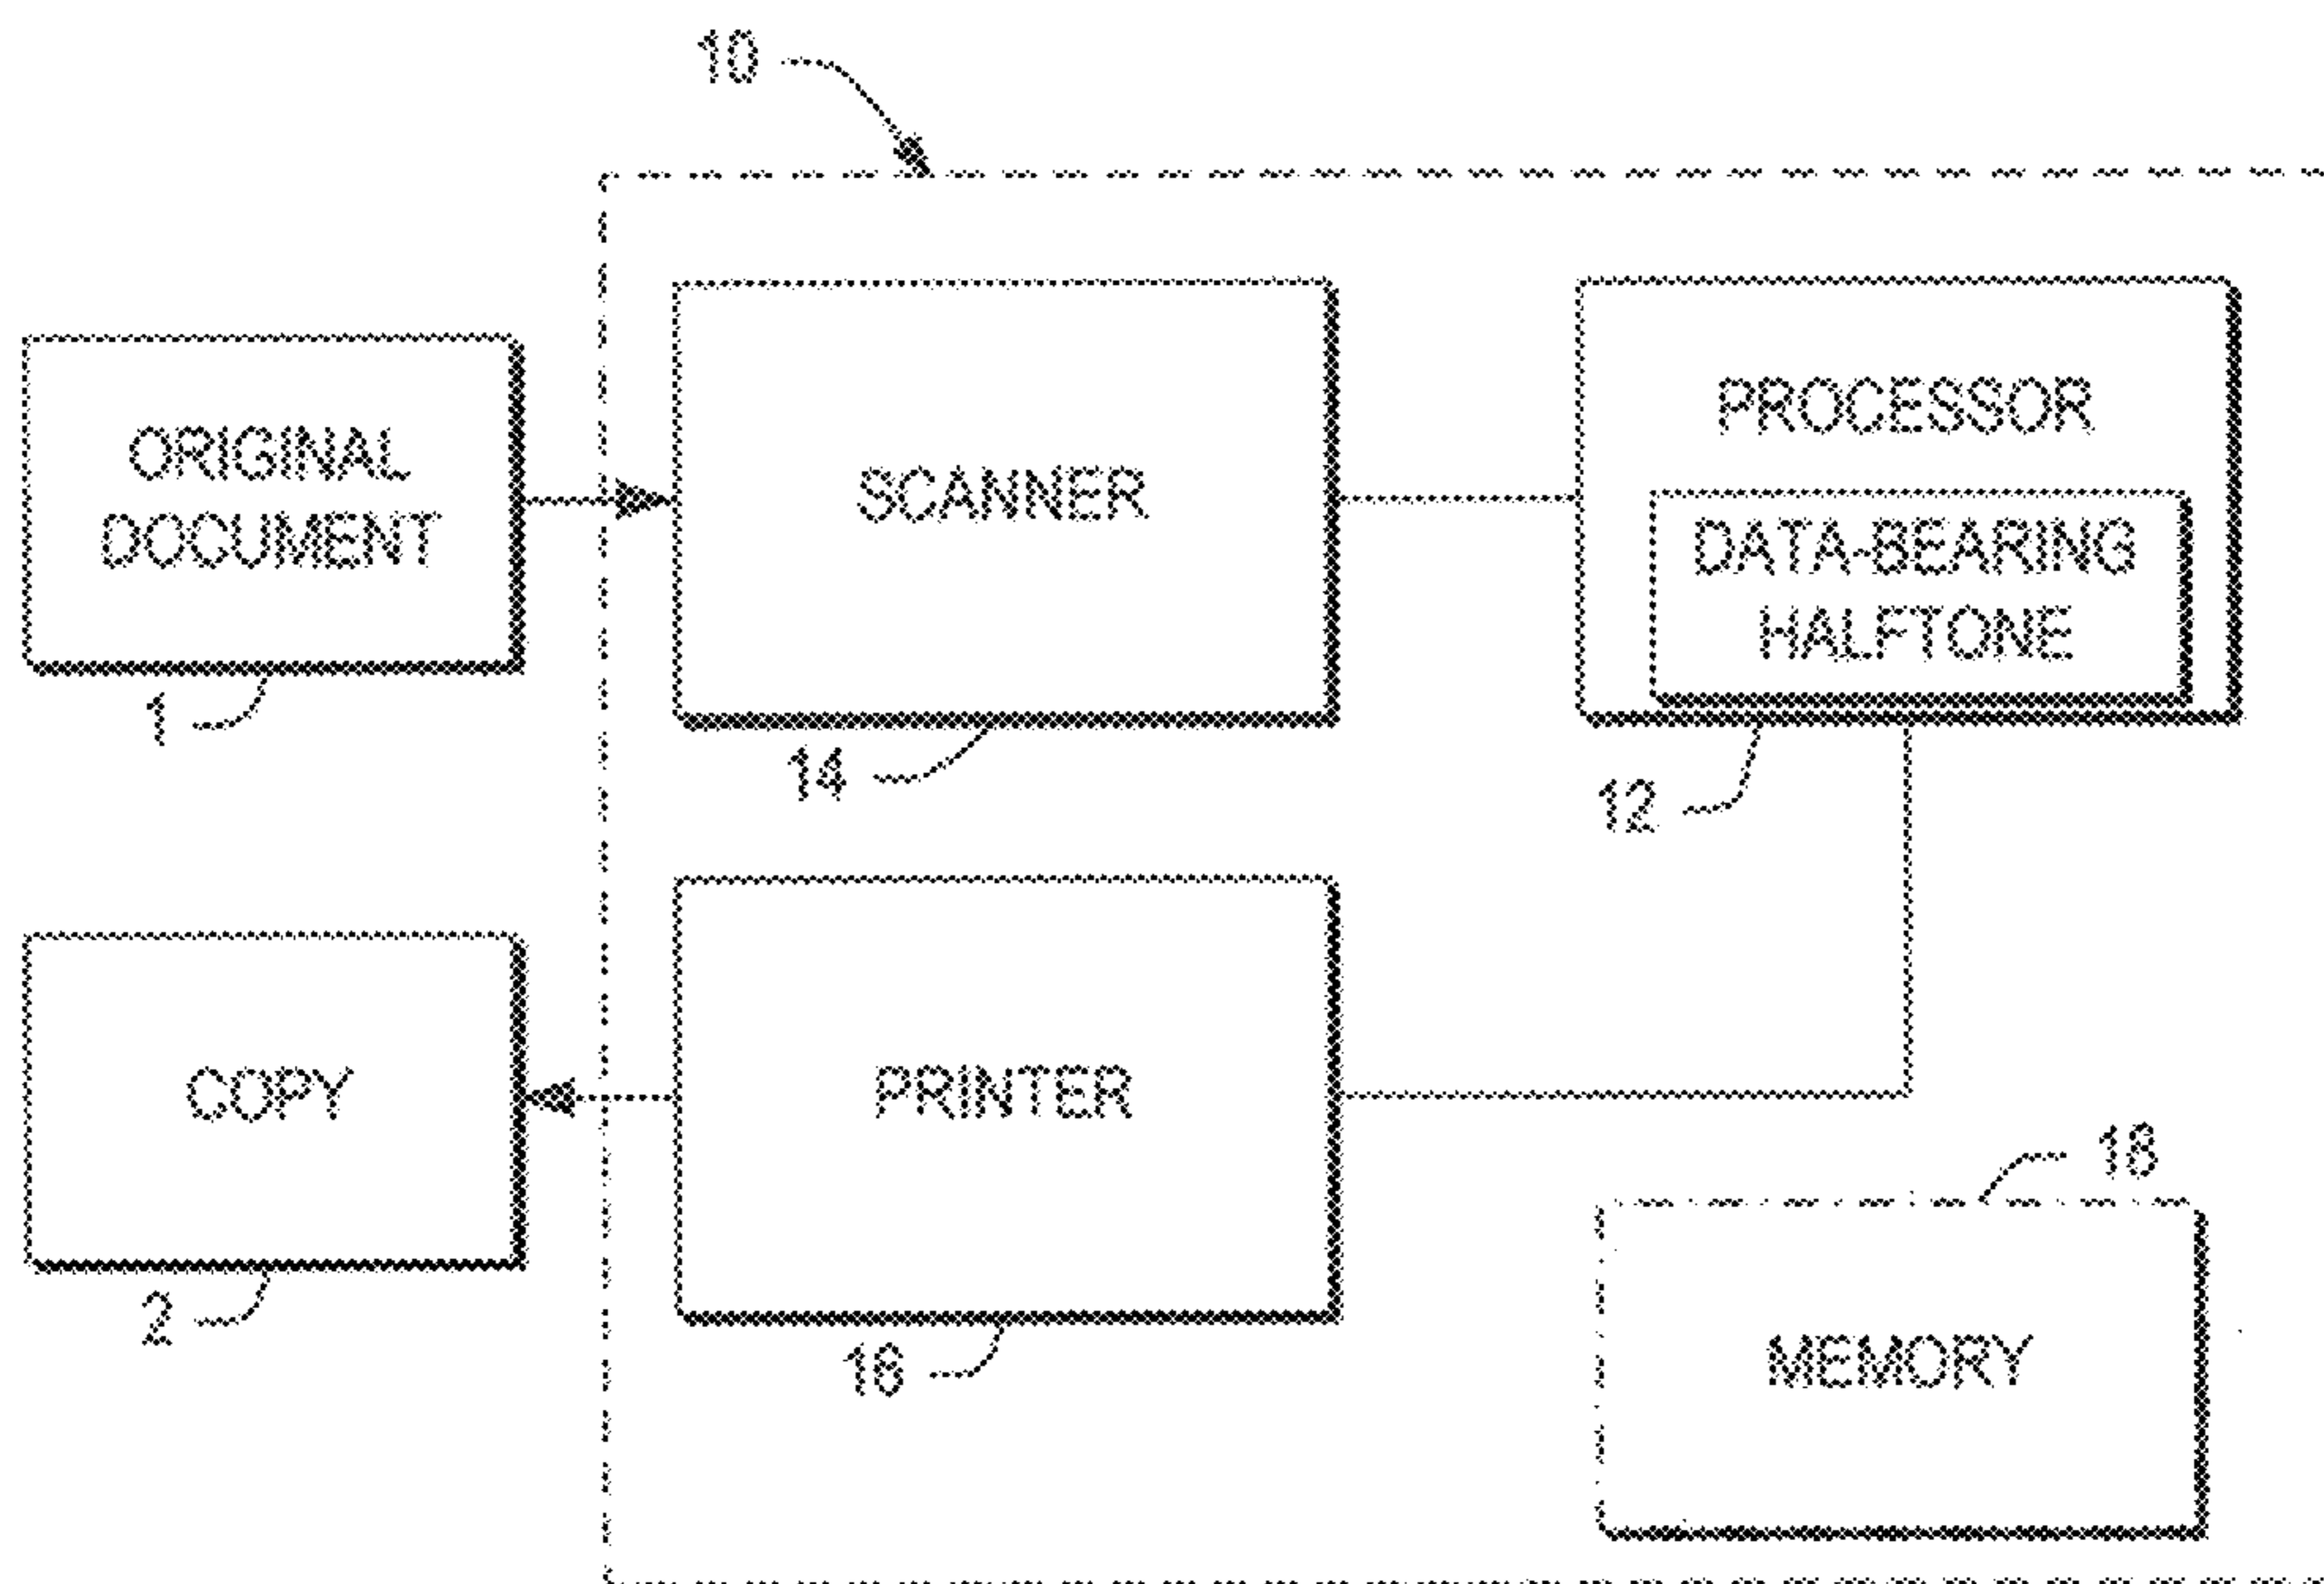 10
ORIGINAL
DOCUMENT
1
SCANNER
14
PROCESSOR
DATA-BEARING
HALFTONE
12
COPY
2
PRINTER
16
18
MEMORY